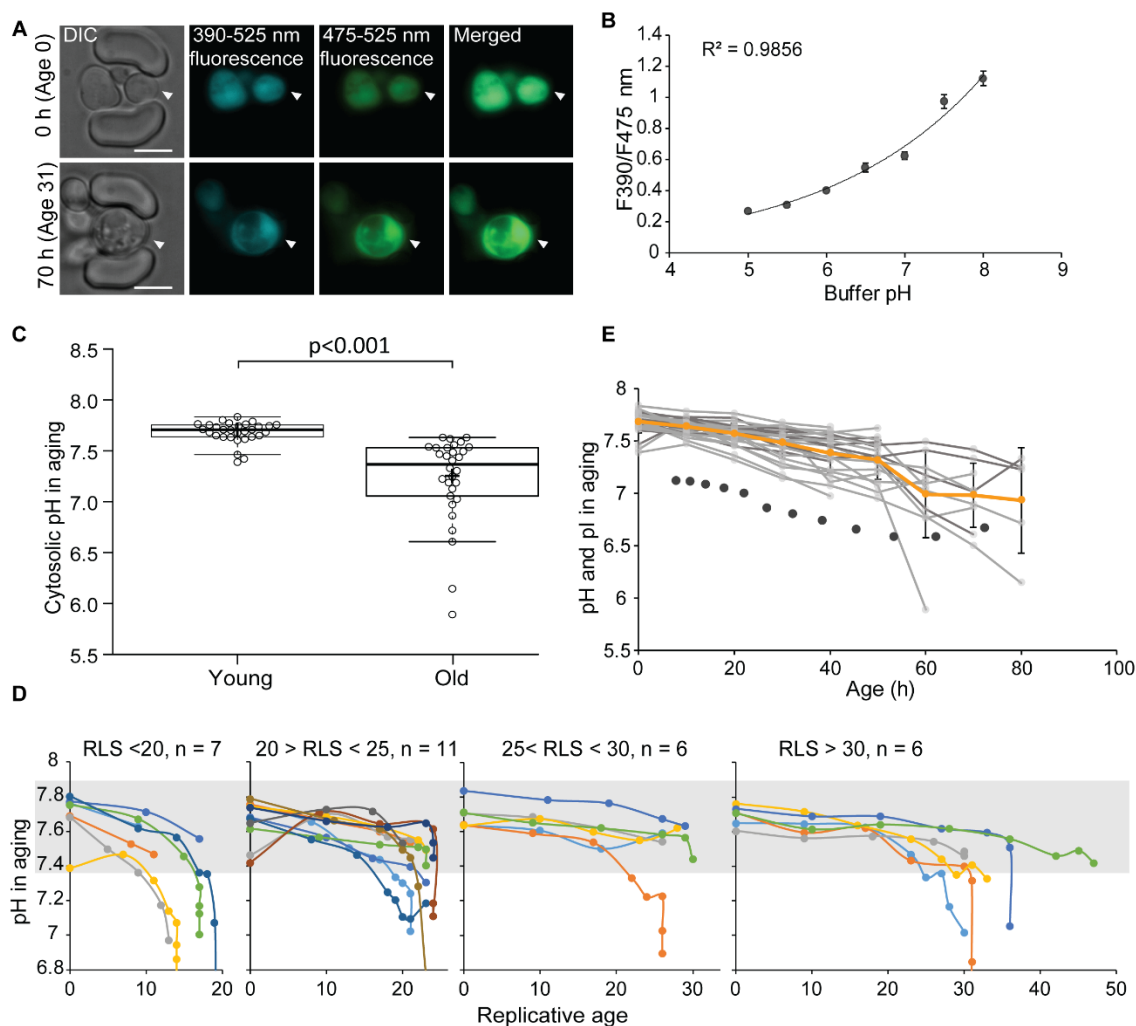 A
DIC
390-525 nm
fluorescence
475-525 nm
fluorescence
Merged
0 h (Age 0)
70 h (Age 31)
B
1.4
1.2
1
0.8
0.6
0.4
0.2
0
R² = 0.9856
F390/F475 nm
4 5 6 7 8 9
Buffer pH
C
p<0.001
8.5
8.0
7.5
7.0
6.5
6.0
5.5
Cytosolic pH in aging
Young Old
E
8
7.5
7
6.5
6
5.5
pH and pI in aging
0 20 40 60 80 100
Age (h)
D
RLS <20, n = 7
20 > RLS < 25, n = 11
25< RLS < 30, n = 6
RLS > 30, n = 6
8
7.8
7.6
7.4
7.2
7
6.8
pH in aging
0 10 20
0 10 20
0 10 20 30
0 10 20 30 40 50
Replicative age